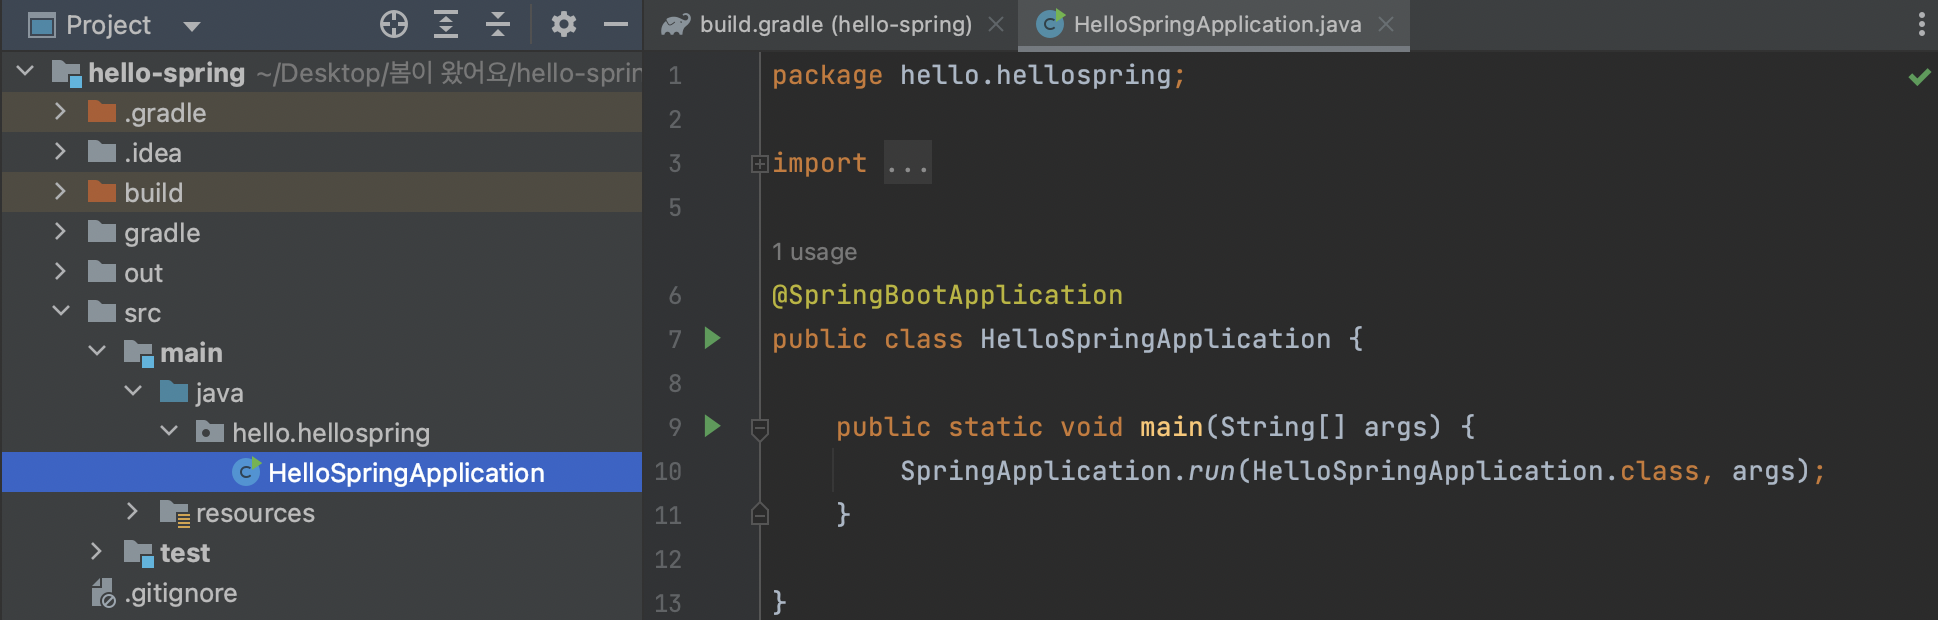 Project
hello-spring ~/Desktop/봄이 왔어요/hello-sprin
.gradle
.idea
build
gradle
out
src
main
java
hello.hellospring
HelloSpringApplication
resources
test
.gitignore
build.gradle (hello-spring)
HelloSpringApplication.java
1 package hello.hellospring;
2
3 import ...
5
1 usage
6 @SpringBootApplication
7 public class HelloSpringApplication {
8
9 public static void main(String[] args) {
10 SpringApplication.run(HelloSpringApplication.class, args);
11 }
12
13 }